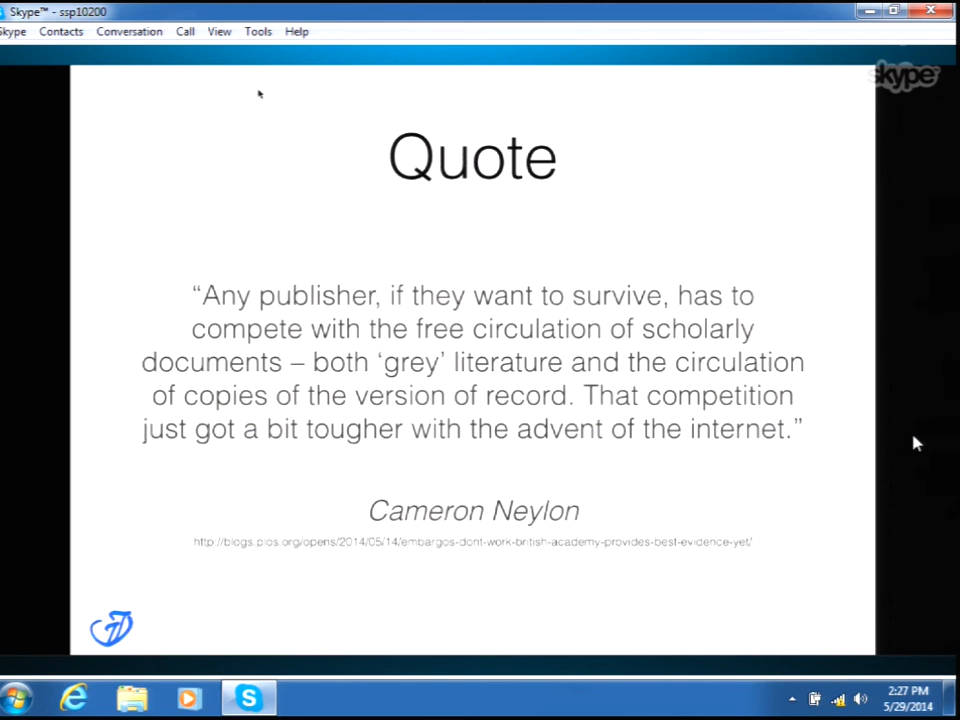 Skype™ - ssp10200
Skype Contacts Conversation Call View Tools Help
skype
Quote
“Any publisher, if they want to survive, has to
compete with the free circulation of scholarly
documents – both ‘grey’ literature and the circulation
of copies of the version of record. That competition
just got a bit tougher with the advent of the internet.”
Cameron Neylon
http://blogs.plos.org/opens/2014/05/14/embargos-dont-work-british-academy-provides-best-evidence-yet/
2:27 PM
5/29/2014